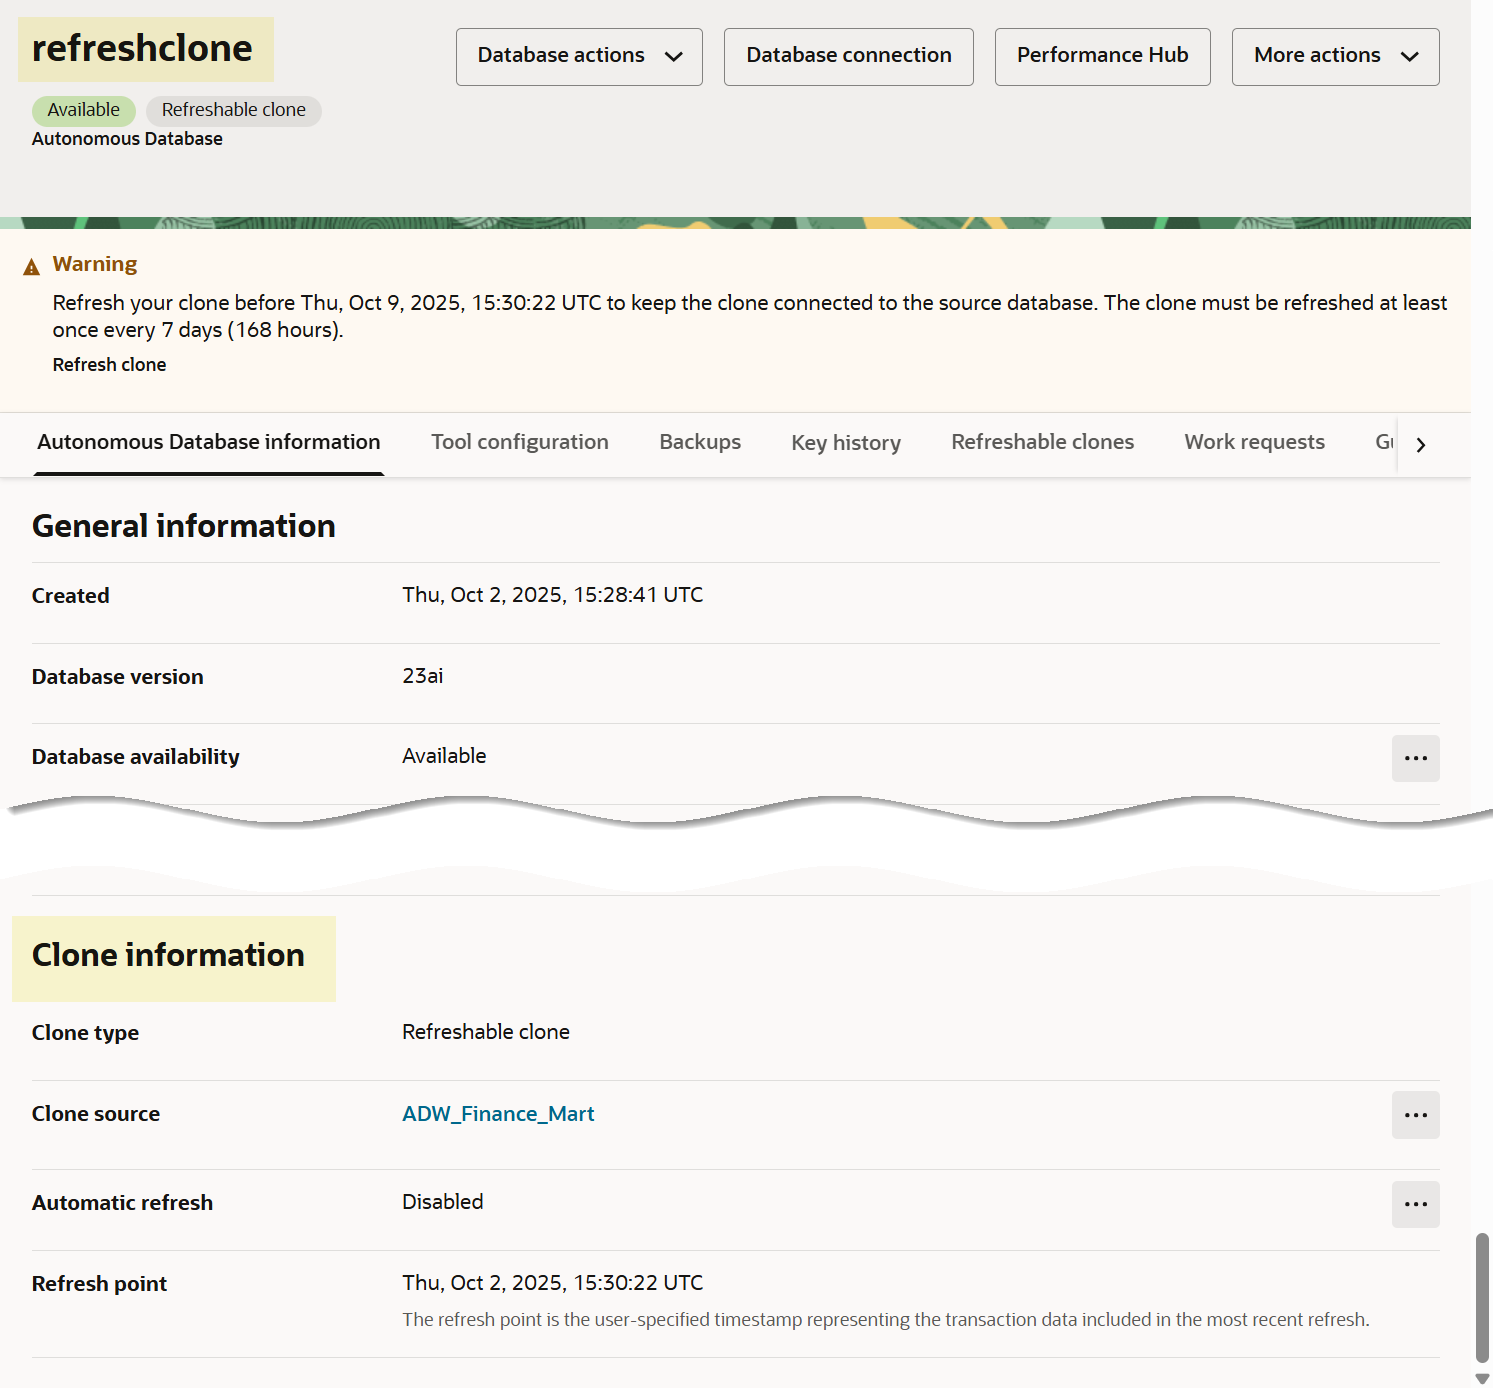 refreshclone
Database actions
Database connection
Performance Hub
More actions
Available
Refreshable clone
Autonomous Database
Warning
Refresh your clone before Thu, Oct 9, 2025, 15:30:22 UTC to keep the clone connected to the source database. The clone must be refreshed at least
once every 7 days (168 hours).
Refresh clone
Autonomous Database information
Tool configuration
Backups
Key history
Refreshable clones
Work requests
General information
Created
Thu, Oct 2, 2025, 15:28:41 UTC
Database version
23ai
Database availability
Available
Clone information
Clone type
Refreshable clone
Clone source
ADW_Finance_Mart
Automatic refresh
Disabled
Refresh point
Thu, Oct 2, 2025, 15:30:22 UTC
The refresh point is the user-specified timestamp representing the transaction data included in the most recent refresh.